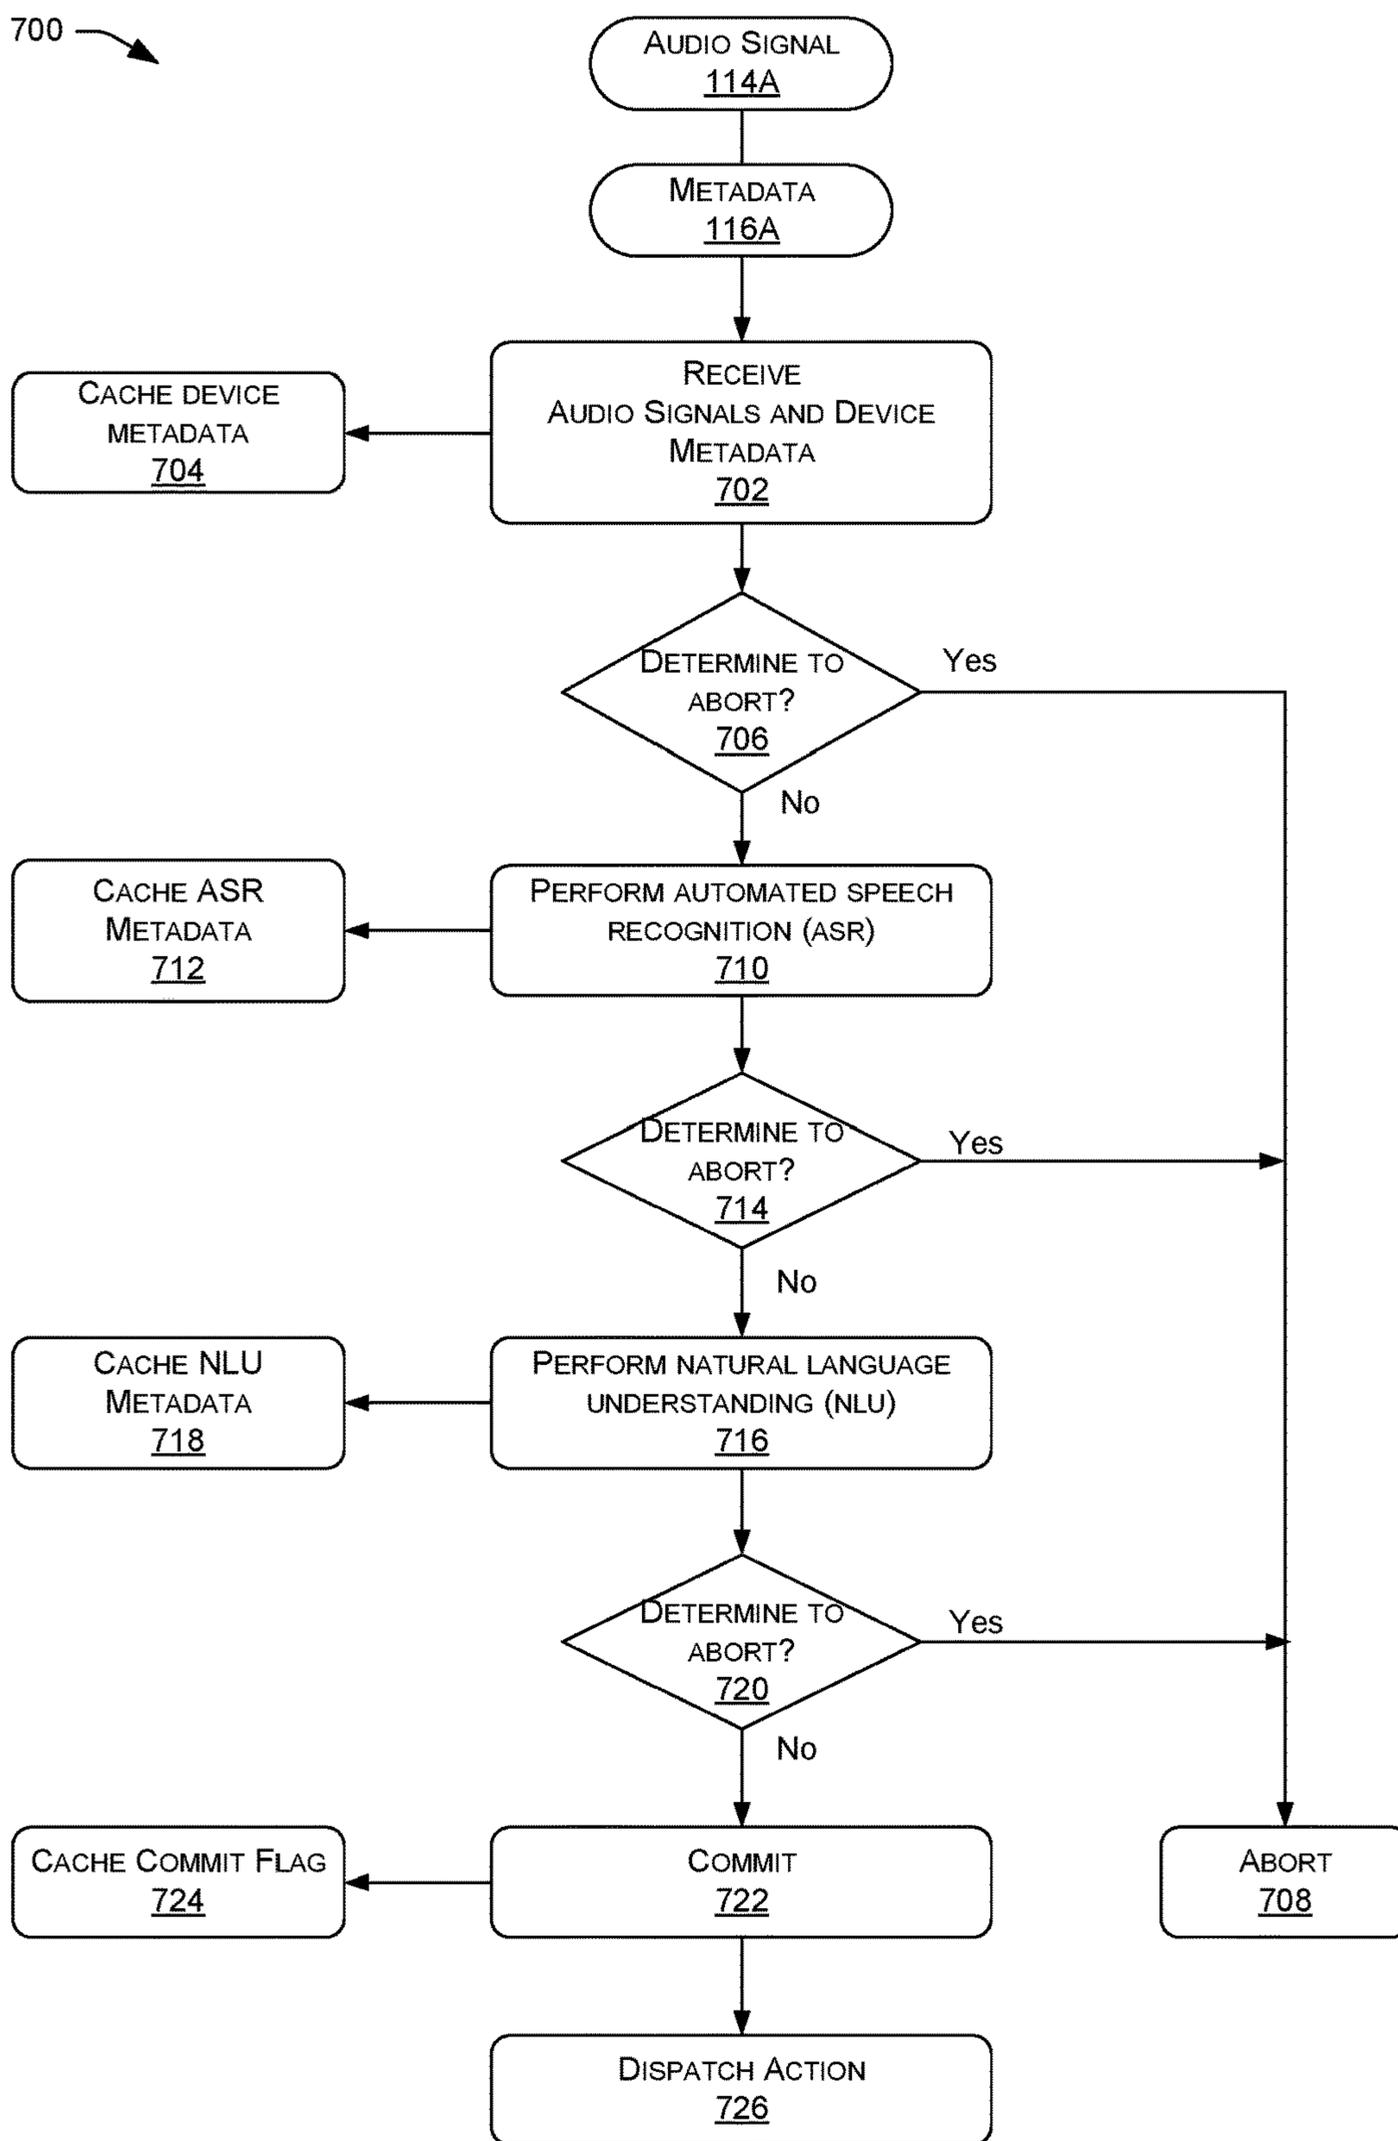 700
Audio Signal
114A
Metadata
116A
Receive
Audio Signals and Device
Metadata
702
Cache device
metadata
704
Determine to
abort?
706
Yes
No
Cache ASR
Metadata
712
Perform automated speech
recognition (ASR)
710
Determine to
abort?
714
Yes
No
Cache NLU
Metadata
718
Perform natural language
understanding (NLU)
716
Determine to
abort?
720
Yes
No
Cache Commit Flag
724
Commit
722
Abort
708
Dispatch Action
726